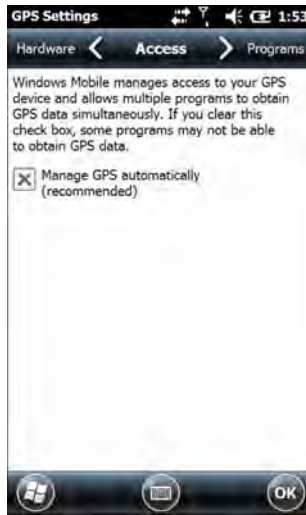 GPS Settings 1:53
Hardware Access Programs
Windows Mobile manages access to your GPS
device and allows multiple programs to obtain
GPS data simultaneously. If you clear this
check box, some programs may not be able
to obtain GPS data.
Manage GPS automatically
(recommended)
OK